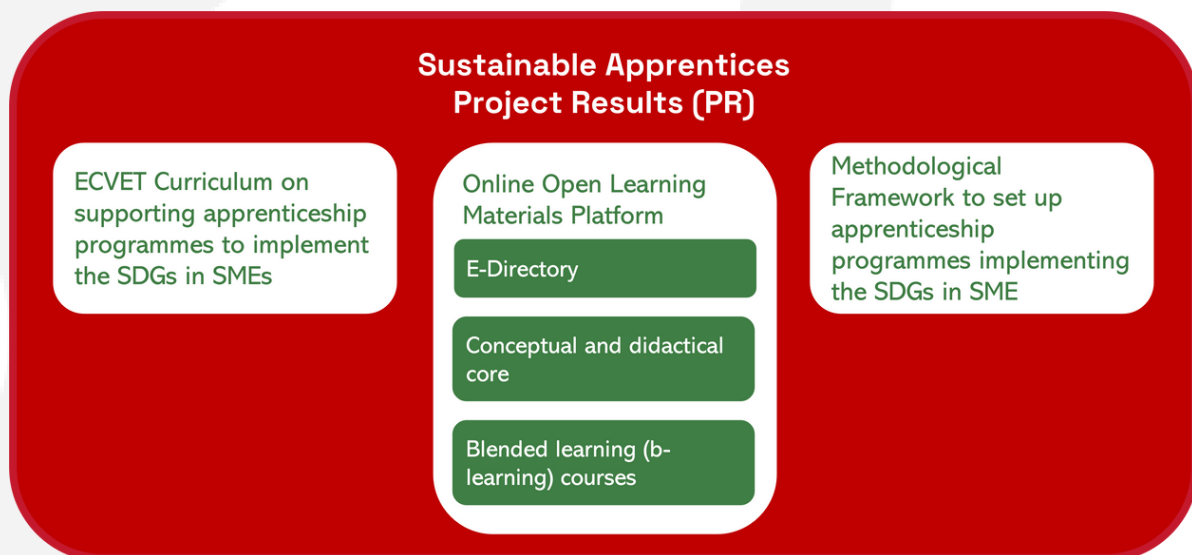 Sustainable Apprentices
Project Results (PR)
ECVET Curriculum on
supporting apprenticeship
programmes to implement
the SDGs in SMEs
Online Open Learning
Materials Platform
E-Directory
Conceptual and didactical
core
Blended learning (b-
learning) courses
Methodological
Framework to set up
apprenticeship
programmes implementing
the SDGs in SME